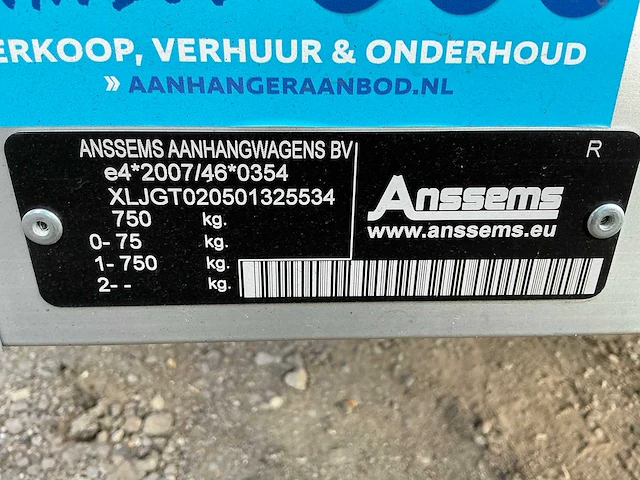 ERKOOP, VERHUUR & ONDERHOUD
» AANHANGERAANBOD.NL
ANSSEMS AANHANGWAGENS BV
R
e4*2007/46*0354
XLJGT020501325534
750 kg.
0- 75 kg.
1- 750 kg.
2- - kg.
Anssems
www.anssems.eu